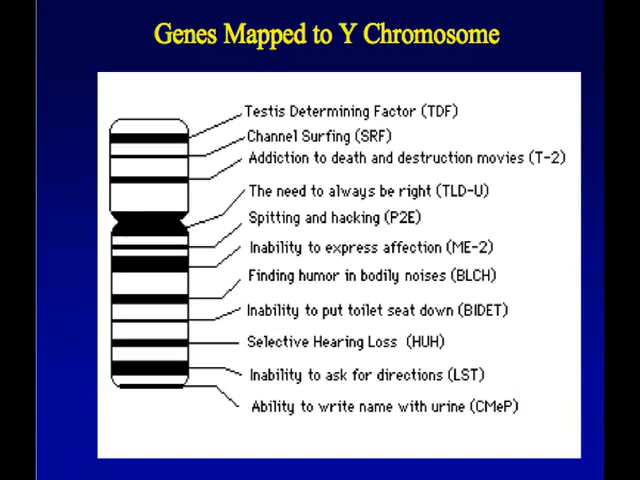 Genes Mapped to Y Chromosome
Testis Determining Factor (TDF)
Channel Surfing (SRF)
Addiction to death and destruction movies (T-2)
The need to always be right (TLD-U)
Spitting and hacking (P2E)
Inability to express affection (ME-2)
Finding humor in bodily noises (BLCH)
Inability to put toilet seat down (BIDET)
Selective Hearing Loss (HUH)
Inability to ask for directions (LST)
Ability to write name with urine (CMeP)